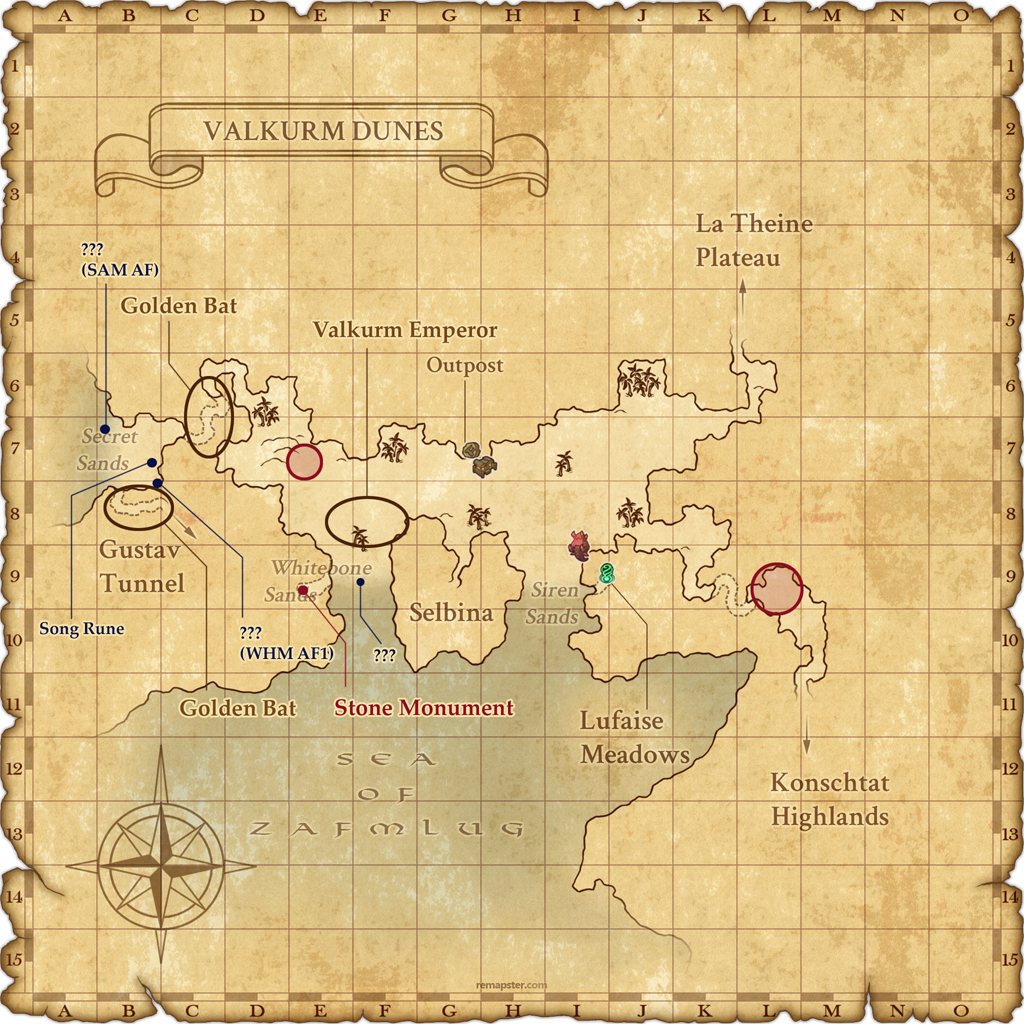 A B C D E F G H I J K L M N O
1 1
VALKURM DUNES
2 2
3 3
La Theine
Plateau
4 4
???
(SAM AF)
Golden Bat
5 5
Valkurm Emperor
Outpost
6 6
Secret
Sands
7 7
8 8
Gustav
Tunnel
Whitebone
Sands
9 9
Siren
Sands
Selbina
Song Rune
10 10
???
(WHM AF1)
???
Golden Bat
Stone Monument
11 11
Lufaise
Meadows
SEA
OF
ZAFMLUG
12 12
Konschtat
Highlands
13 13
14 14
15 15
remapster.com
A B C D E F G H I J K L M N O